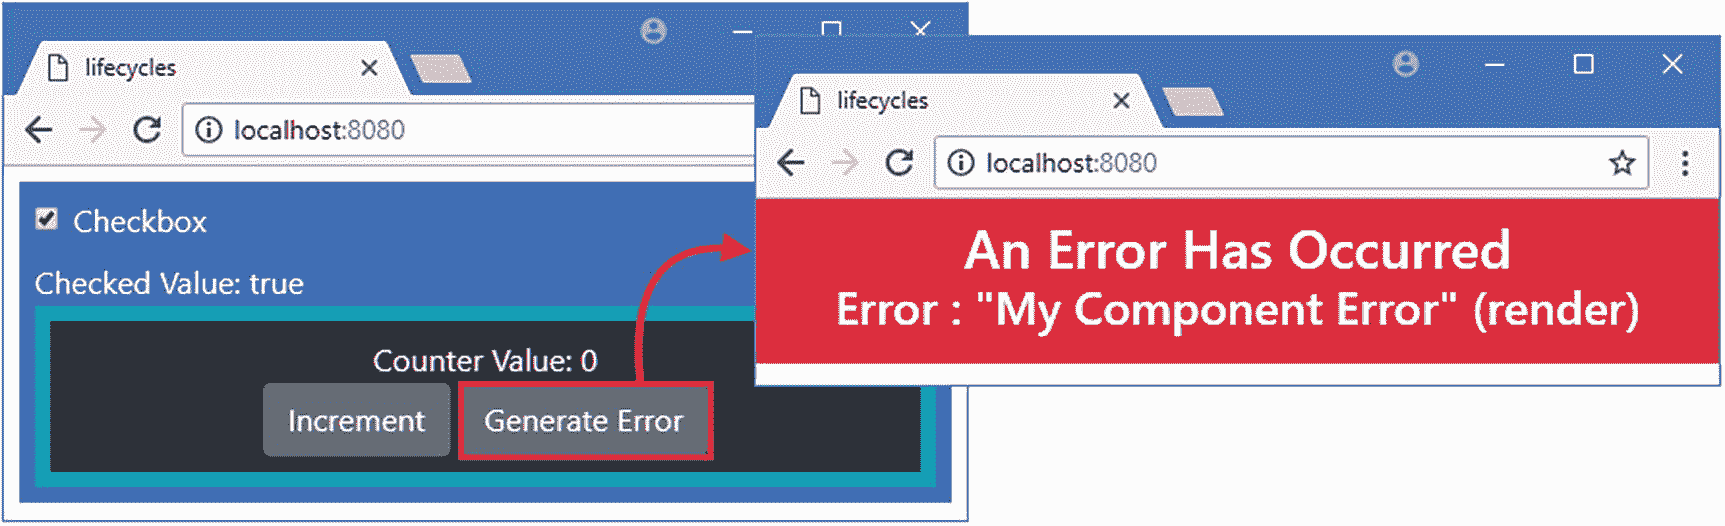 lifecycles
localhost:8080
Checkbox
Checked Value: true
Counter Value: 0
Increment
Generate Error
lifecycles
localhost:8080
An Error Has Occurred
Error : "My Component Error" (render)